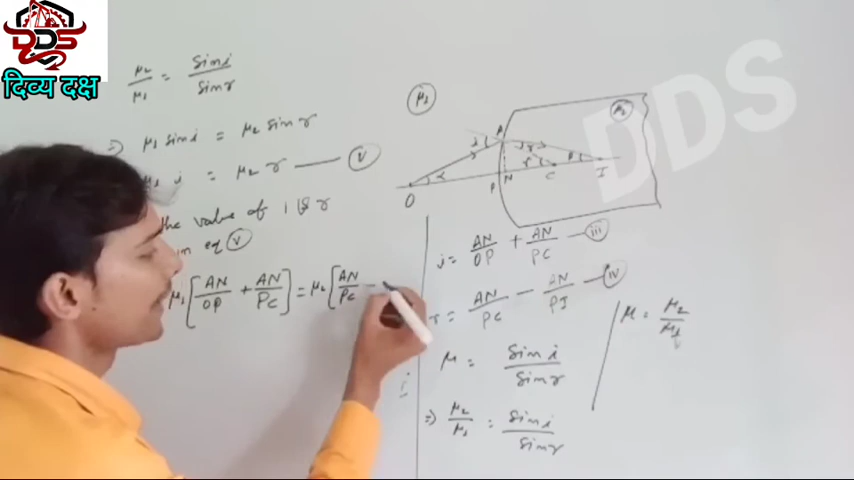 DDS
दिव्य दक्ष
DDS
μ2/μ1 = sin i/sin r
⇒ μ1 sin i = μ2 sin r
μ1 i = μ2 r —— (V)
the value of i & r
eq (V)
μ1 [AN/OP + AN/PC] = μ2 [AN/PC -
μ1
μ2
A
i
r
α
γ
β
O
P
N
C
I
i = AN/OP + AN/PC — (iii)
r = AN/PC - AN/PI — (iv)
μ = sin i/sin r
⇒ μ2/μ1 = sin i/sin r
μ = μ2/μ1
i